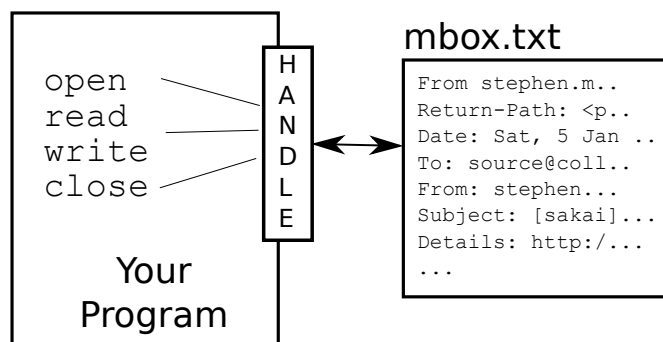 open
read
write
close
Your
Program
H
A
N
D
L
E
mbox.txt
From stephen.m..
Return-Path: <p..
Date: Sat, 5 Jan ..
To: source@coll..
From: stephen...
Subject: [sakai]...
Details: http:/...
...